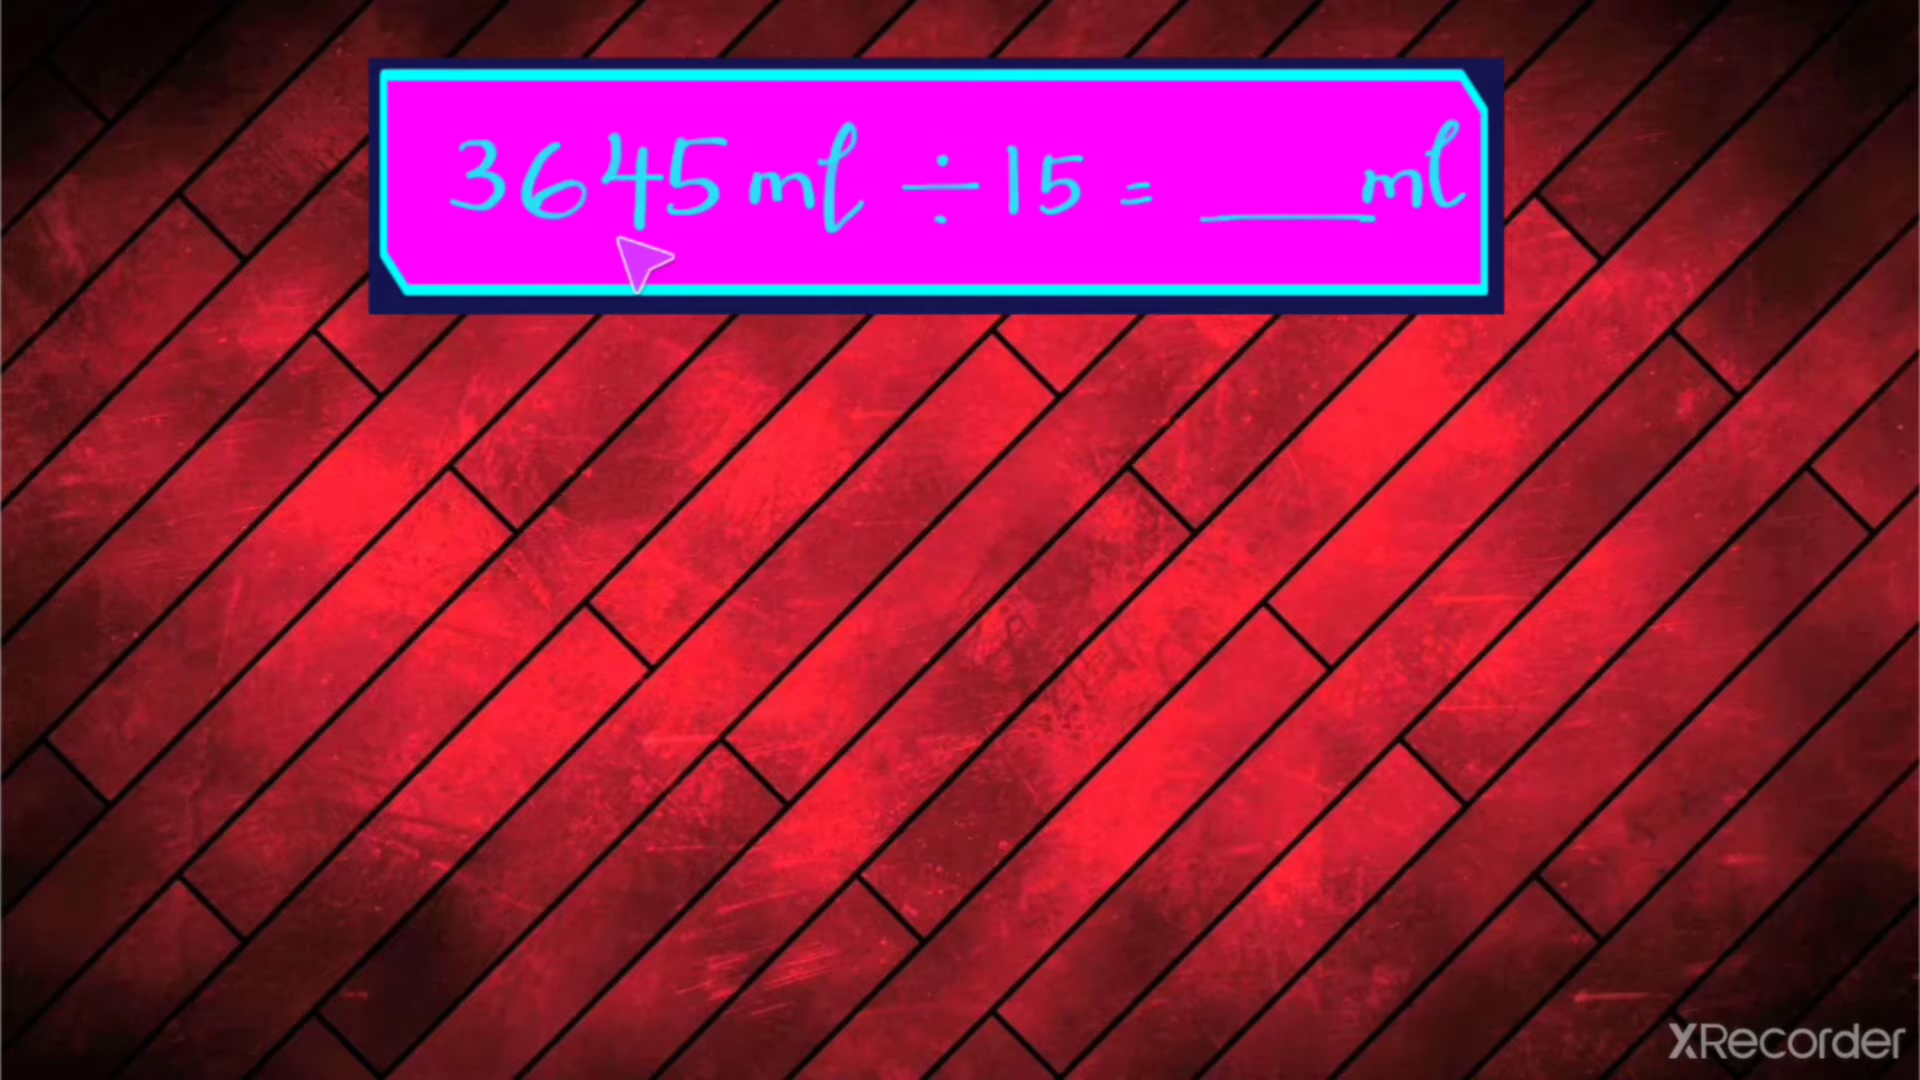 3645 ml ÷ 15 = ____ ml
XRecorder